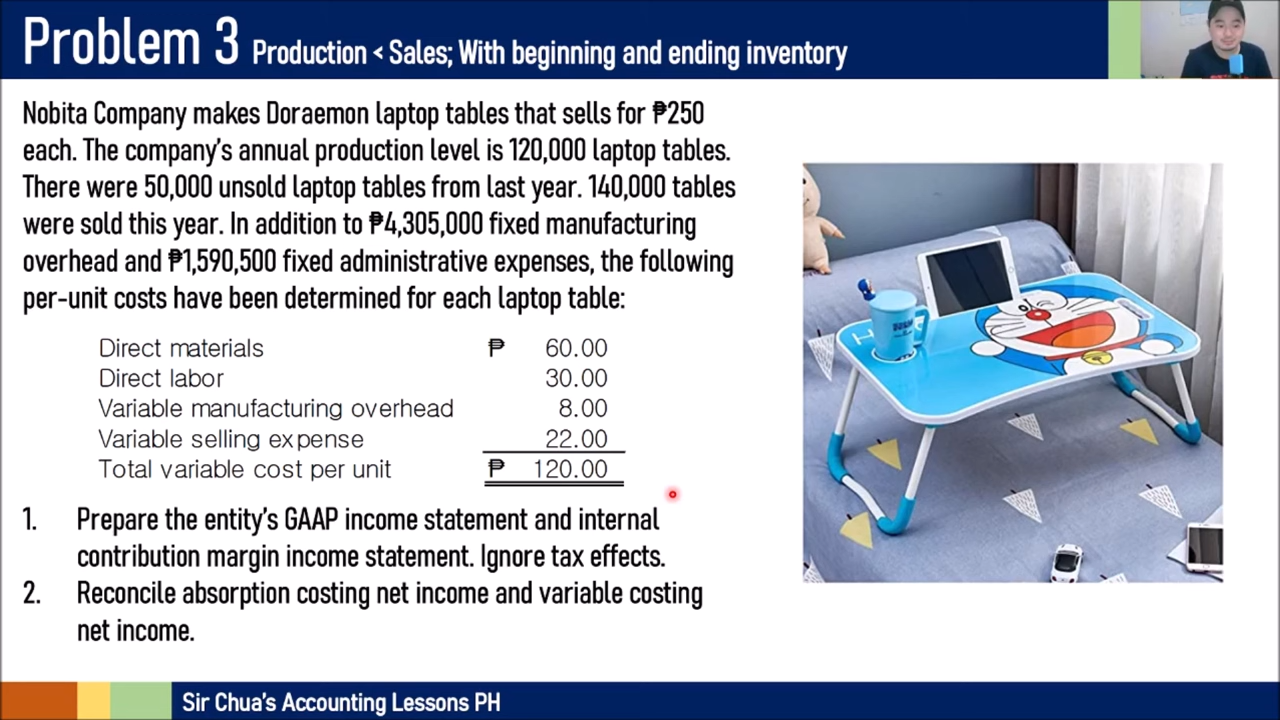 Problem 3 Production < Sales; With beginning and ending inventory
Nobita Company makes Doraemon laptop tables that sells for ₱250
each. The company's annual production level is 120,000 laptop tables.
There were 50,000 unsold laptop tables from last year. 140,000 tables
were sold this year. In addition to ₱4,305,000 fixed manufacturing
overhead and ₱1,590,500 fixed administrative expenses, the following
per-unit costs have been determined for each laptop table:
Direct materials ₱ 60.00
Direct labor 30.00
Variable manufacturing overhead 8.00
Variable selling expense 22.00
Total variable cost per unit ₱ 120.00
1. Prepare the entity's GAAP income statement and internal
contribution margin income statement. Ignore tax effects.
2. Reconcile absorption costing net income and variable costing
net income.
Sir Chua's Accounting Lessons PH